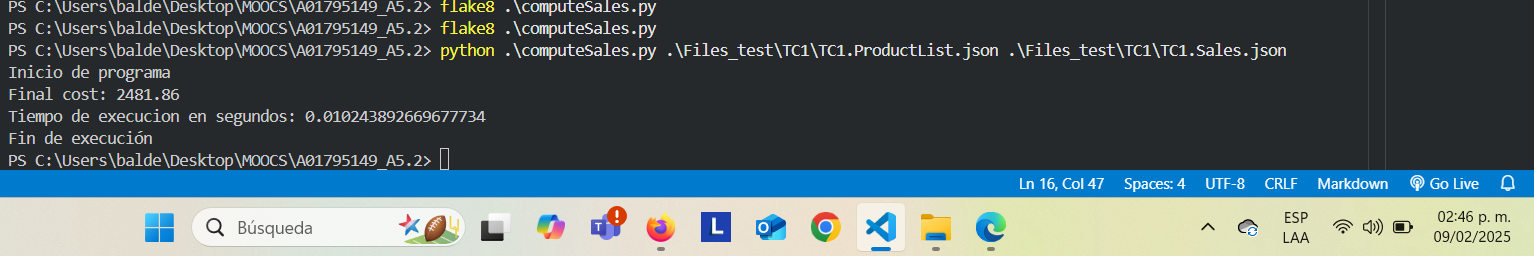 PS C:\Users\balde\Desktop\MOOCS\A01795149_A5.2> flake8 .\computeSales.py
PS C:\Users\balde\Desktop\MOOCS\A01795149_A5.2> flake8 .\computeSales.py
PS C:\Users\balde\Desktop\MOOCS\A01795149_A5.2> python .\computeSales.py .\Files_test\TC1\TC1.ProductList.json .\Files_test\TC1\TC1.Sales.json
Inicio de programa
Final cost: 2481.86
Tiempo de execucion en segundos: 0.010243892669677734
Fin de execución
PS C:\Users\balde\Desktop\MOOCS\A01795149_A5.2>
Ln 16, Col 47 Spaces: 4 UTF-8 CRLF Markdown Go Live
Búsqueda
ESP
LAA
02:46 p. m.
09/02/2025